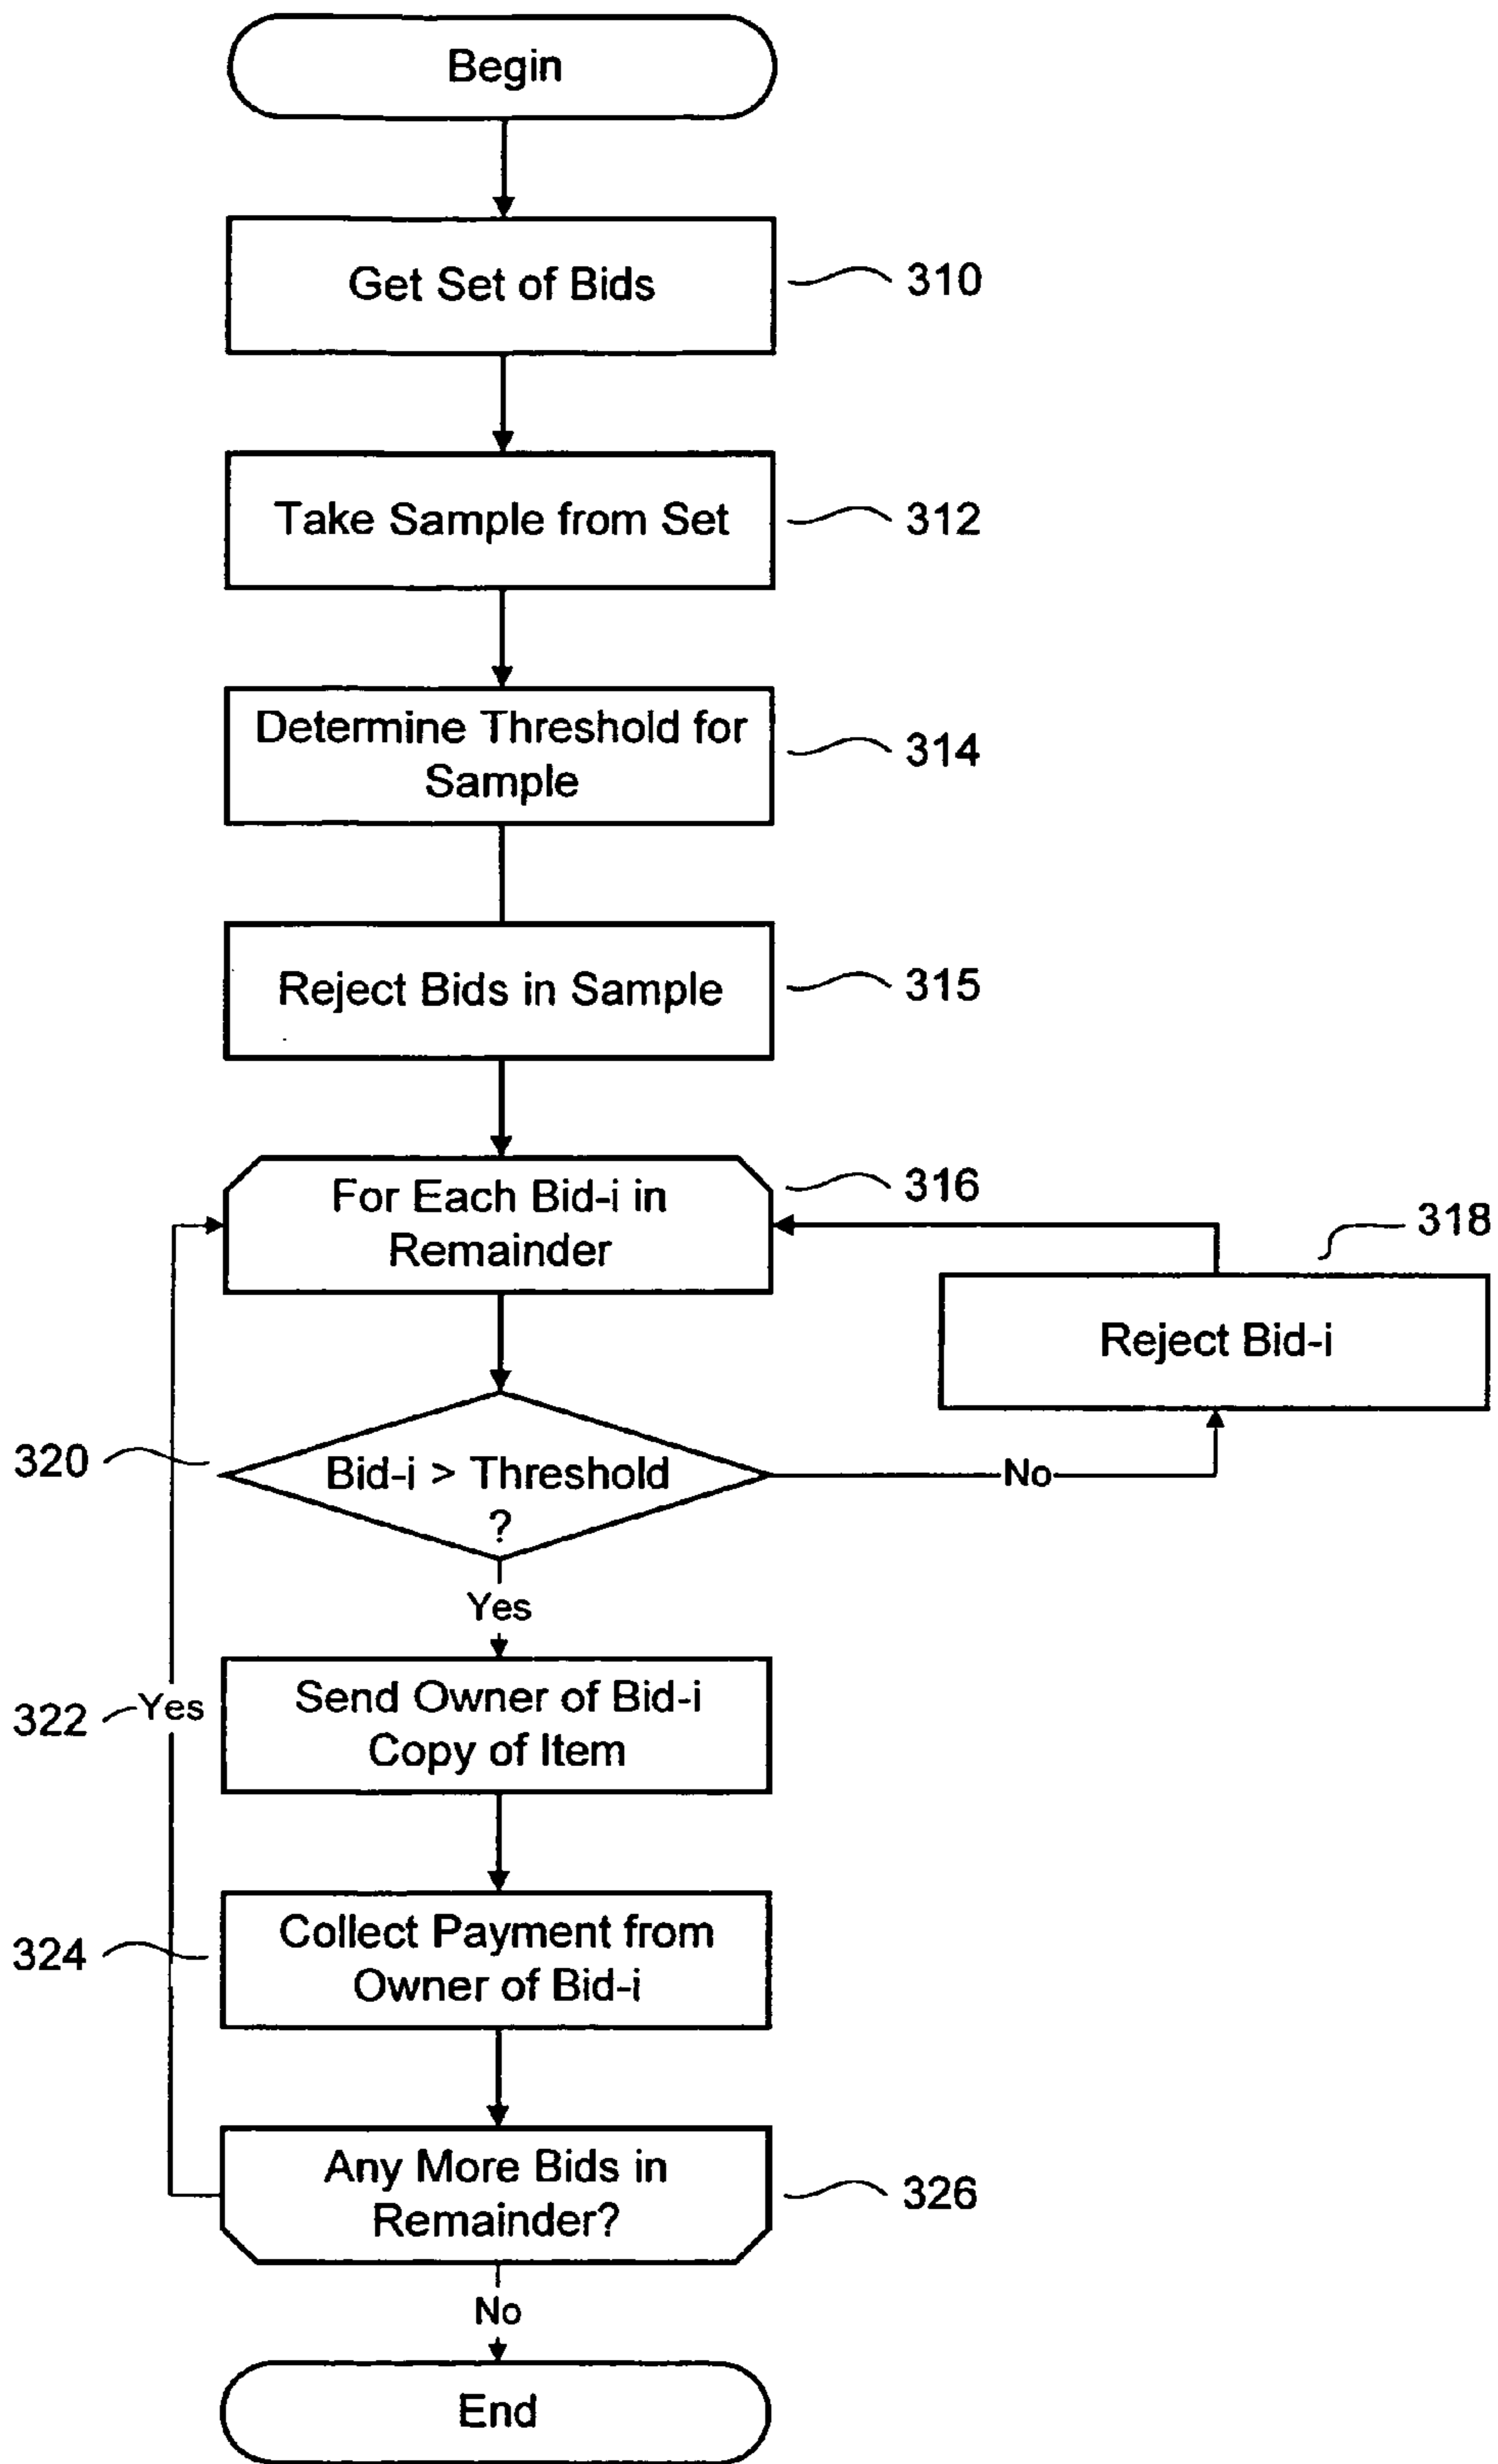 Begin
Get Set of Bids
310
Take Sample from Set
312
Determine Threshold for
Sample
314
Reject Bids in Sample
315
For Each Bid-i in
Remainder
316
318
Reject Bid-i
320
Bid-i > Threshold
?
No
Yes
Send Owner of Bid-i
Copy of Item
322
Yes
Collect Payment from
Owner of Bid-i
324
Any More Bids in
Remainder?
326
No
End